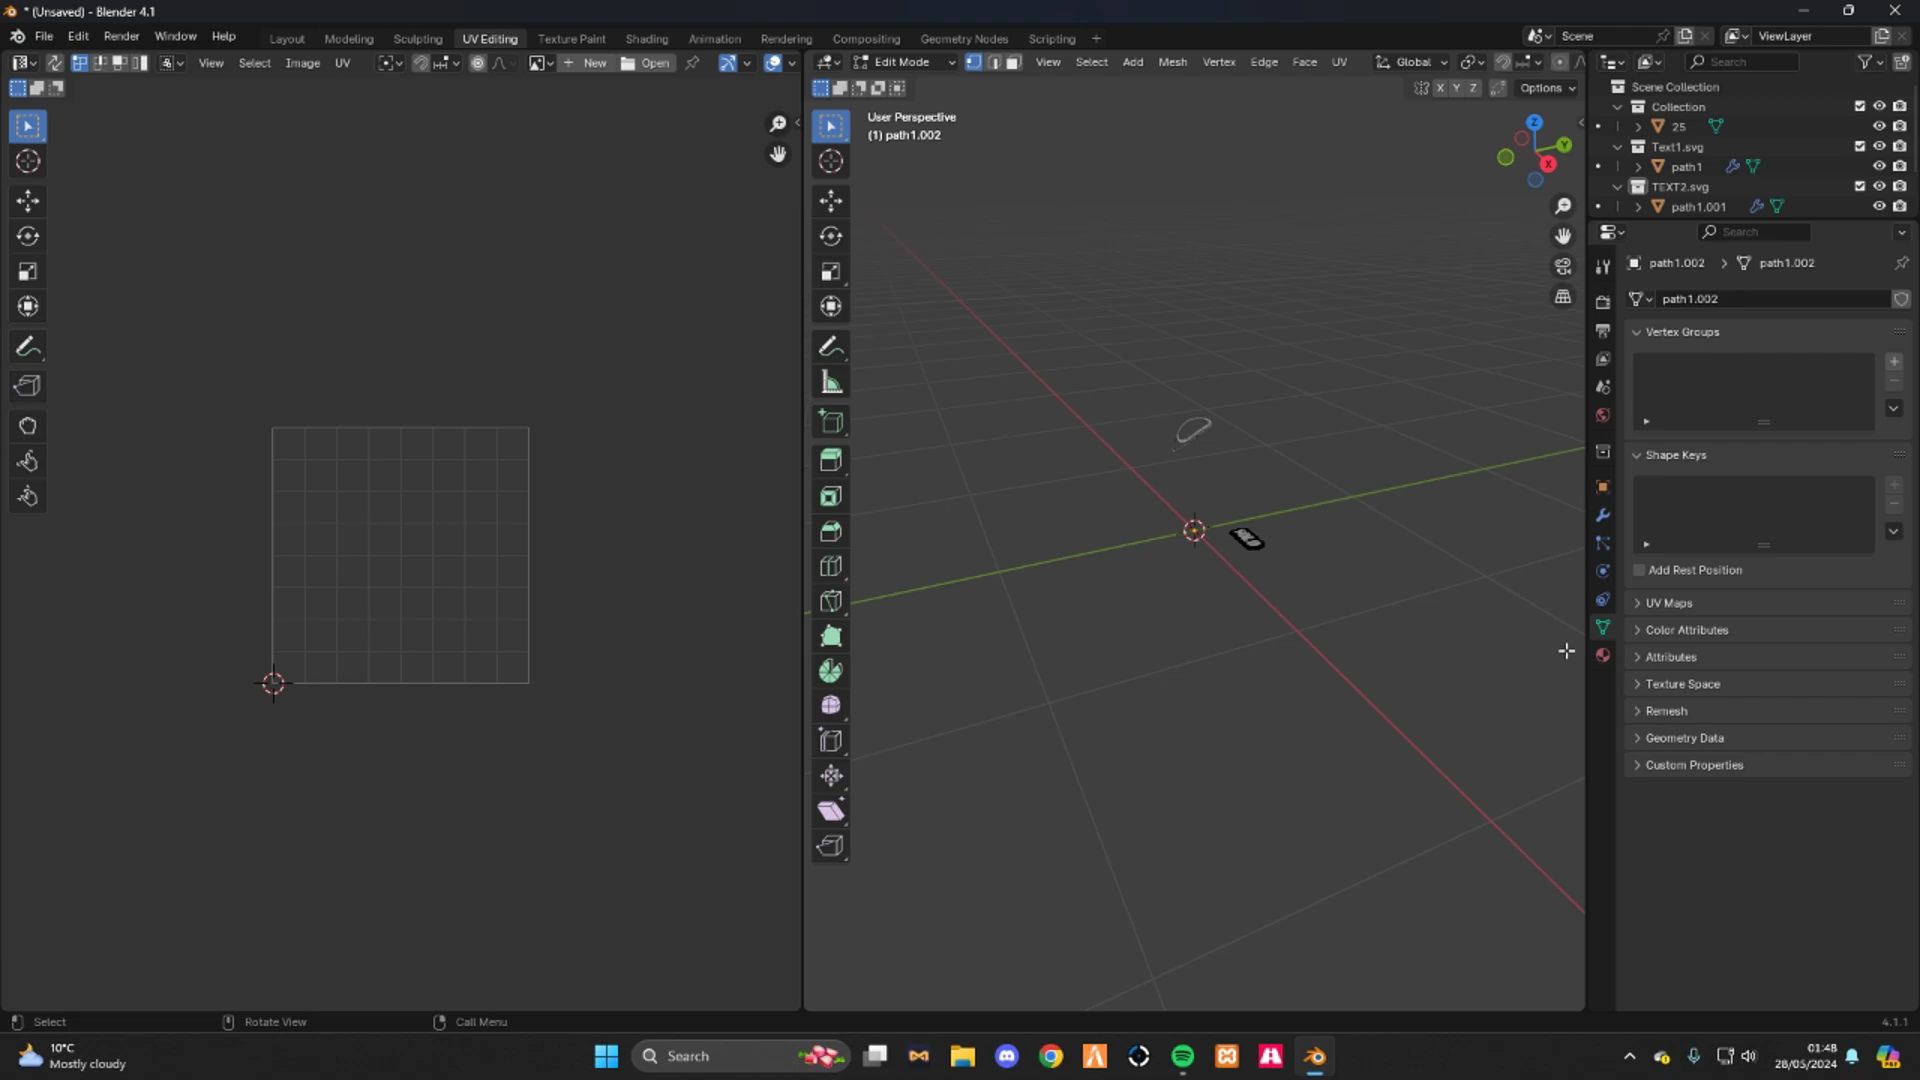 * (Unsaved) - Blender 4.1
File Edit Render Window Help
Layout Modeling Sculpting UV Editing Texture Paint Shading Animation Rendering Compositing Geometry Nodes Scripting +
Scene
ViewLayer
View Select Image UV
New
Open
Edit Mode
View Select Add Mesh Vertex Edge Face UV
Global
Search
X Y Z
Options
User Perspective
(1) path1.002
Z
Y
X
Scene Collection
Collection
25
Text1.svg
path1
TEXT2.svg
path1.001
Search
path1.002 > path1.002
path1.002
Vertex Groups
Shape Keys
Add Rest Position
UV Maps
Color Attributes
Attributes
Texture Space
Remesh
Geometry Data
Custom Properties
Select
Rotate View
Call Menu
4.1.1
10°C
Mostly cloudy
Search
01:48
28/05/2024